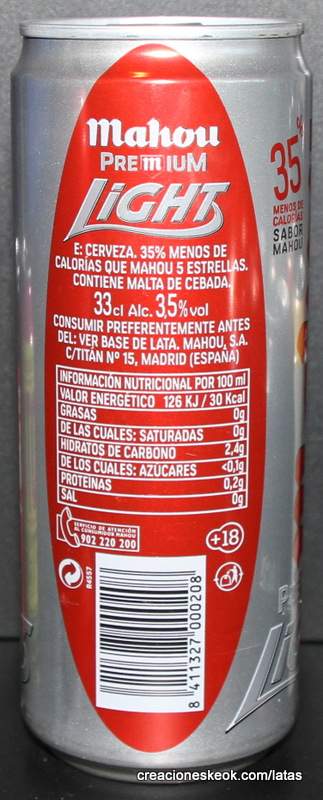 Mahou
PREMIUM
LiGHT
E: CERVEZA. 35% MENOS DE
CALORÍAS QUE MAHOU 5 ESTRELLAS.
CONTIENE MALTA DE CEBADA.
33 cl Alc. 3,5% vol
CONSUMIR PREFERENTEMENTE ANTES
DEL: VER BASE DE LATA. MAHOU, S.A.
C/TITÁN Nº 15, MADRID (ESPAÑA)
INFORMACIÓN NUTRICIONAL POR 100 ml
VALOR ENERGÉTICO 126 KJ / 30 Kcal
GRASAS 0g
DE LAS CUALES: SATURADAS 0g
HIDRATOS DE CARBONO 2,4g
DE LOS CUALES: AZÚCARES <0,1g
PROTEINAS 0,2g
SAL 0g
SERVICIO DE ATENCIÓN
AL CONSUMIDOR MAHOU
902 220 200
+18
R4557
8 411327 000208
35%
MENOS DE
CALORÍAS
SABOR
MAHOU
creacioneskeok.com/latas